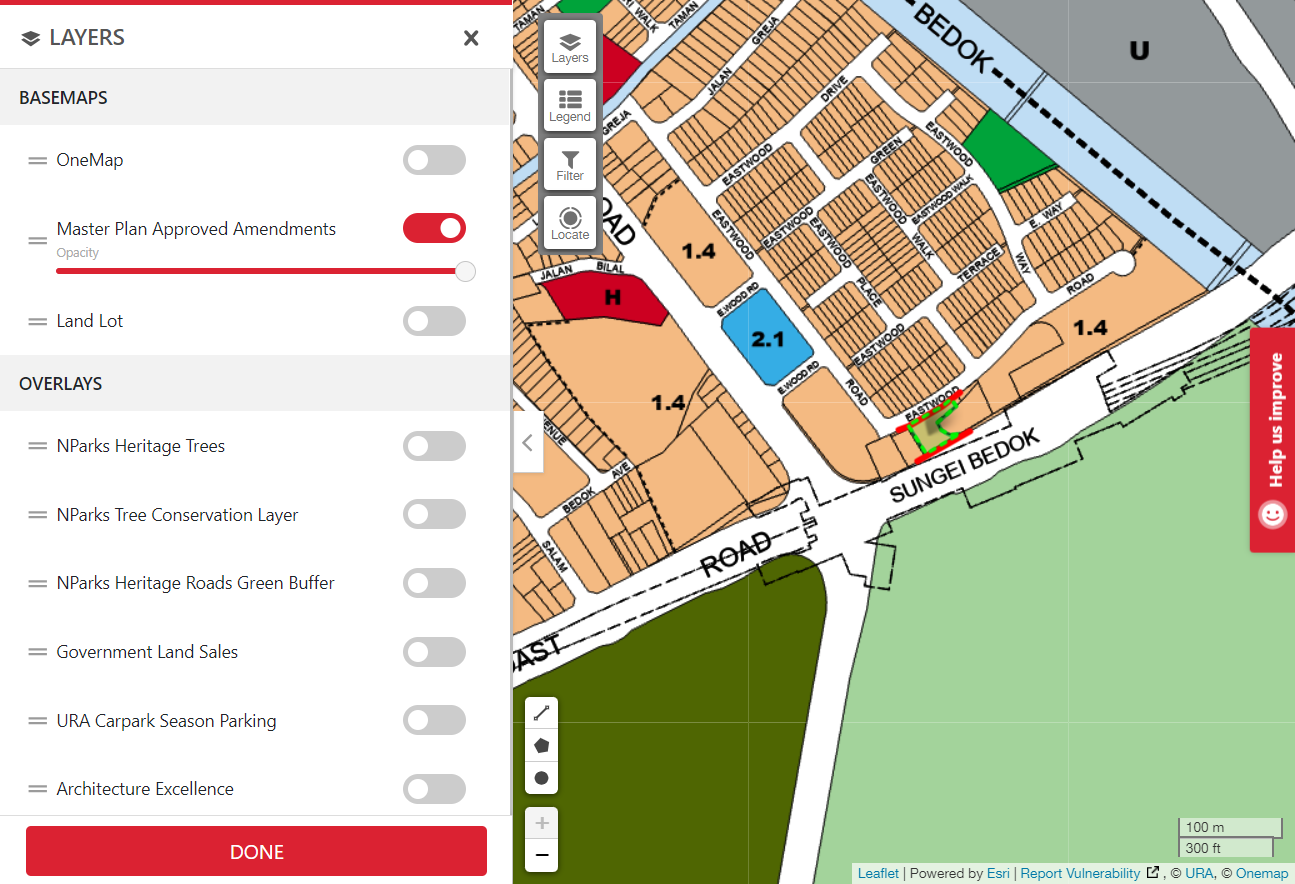 LAYERS
BASEMAPS
OneMap
Master Plan Approved Amendments
Opacity
Land Lot
OVERLAYS
NParks Heritage Trees
NParks Tree Conservation Layer
NParks Heritage Roads Green Buffer
Government Land Sales
URA Carpark Season Parking
Architecture Excellence
DONE
Layers
Legend
Filter
Locate
TAMAN
WALK
TAMAN
GREJA
JALAN
GREJA
BEDOK
U
DRIVE
EASTWOOD
GREEN
EASTWOOD
EASTWOOD
EASTWOOD
WALK
EASTWOOD WALK
E. WAY
WAY
TERRACE
ROAD
EASTWOOD
EASTWOOD
EASTWOOD
PLACE
EASTWOOD
OAD
1.4
JALAN BILAL
H
E.WOOD RD
2.1
E.WOOD RD
ROAD
EASTWOOD
1.4
1.4
ENUE
BEDOK AVE
SALAM
SUNGEI BEDOK
ROAD
AST
Help us improve
100 m
300 ft
Leaflet | Powered by Esri | Report Vulnerability , © URA, © Onemap